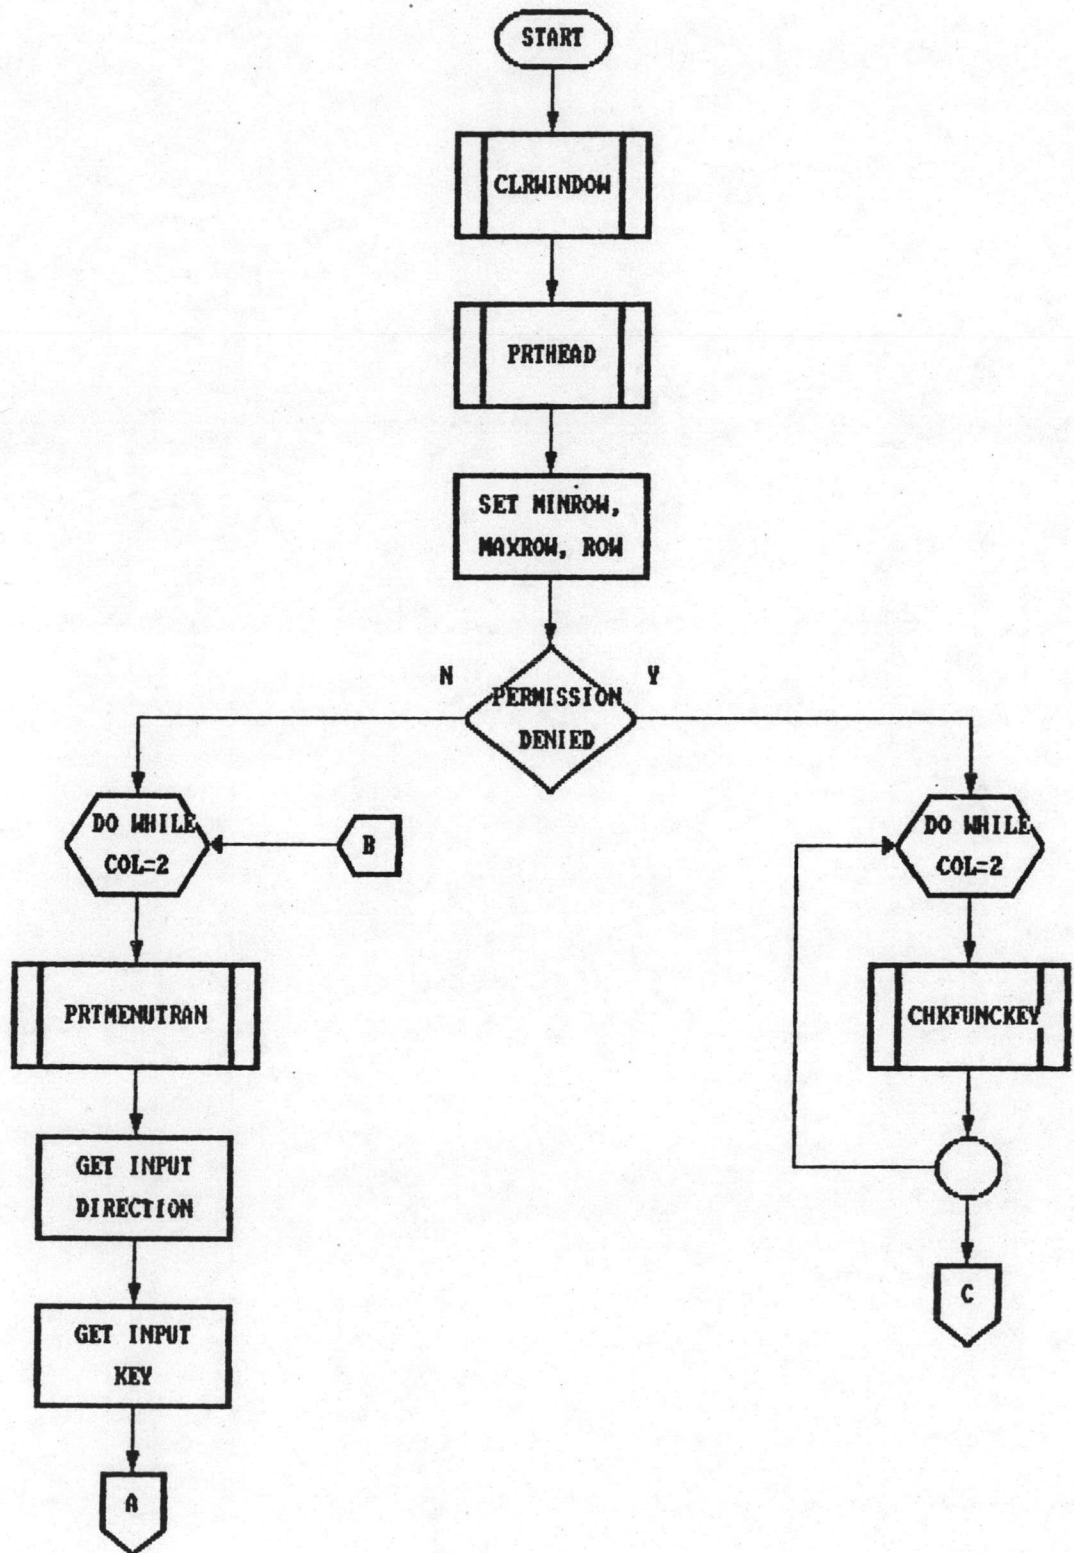 START
CLRWINDOW
PRTHEAD
SET MINROW,
MAXROW, ROW
N
Y
PERMISSION
DENIED
DO WHILE
COL=2
B
DO WHILE
COL=2
PRTMENUTRAN
CHKFUNCKEY
GET INPUT
DIRECTION
C
GET INPUT
KEY
A